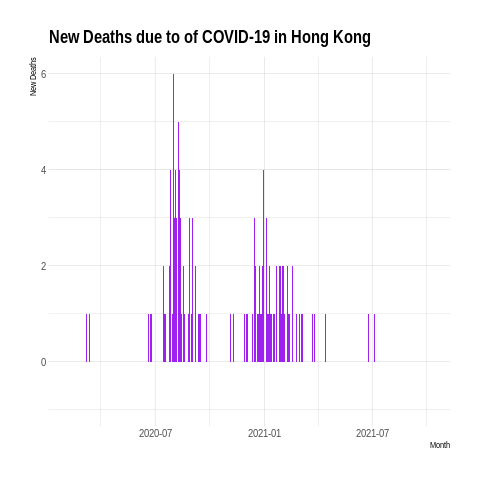 New Deaths due to of COVID-19 in Hong Kong
New Deaths
6
4
2
0
2020-07
2021-01
2021-07
Month